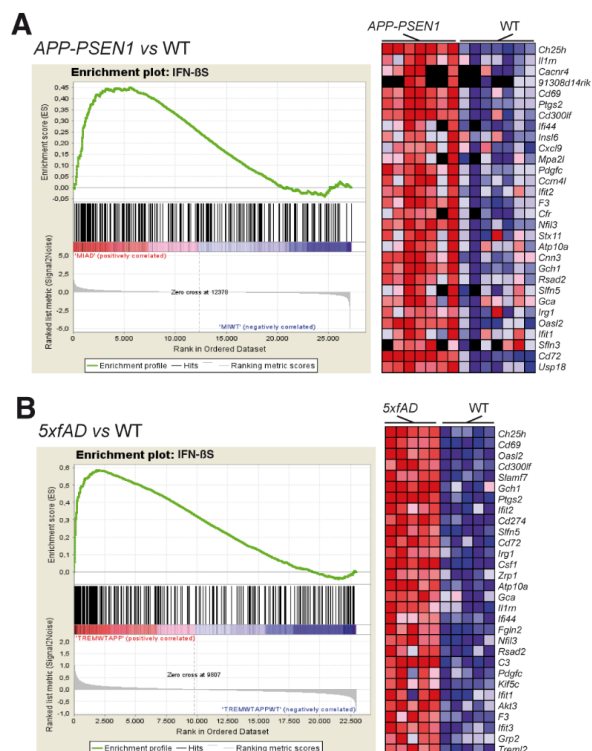 A
APP-PSEN1 vs WT
Enrichment plot: IFN-ßS
Enrichment score (ES)
0,45
0,40
0,35
0,30
0,25
0,20
0,15
0,10
0,05
0,00
-0,05
'MIAD' (positively correlated)
Ranked list metric (Signal2Noise)
5,0
2,5
0,0
-2,5
-5,0
Zero cross at 12378
'MIWT' (negatively correlated)
0 5.000 10.000 15.000 20.000 25.000
Rank in Ordered Dataset
Enrichment profile Hits Ranking metric scores
APP-PSEN1 WT
Ch25h
Il1rn
Cacnr4
91308d14rik
Cd69
Ptgs2
Cd300lf
Ifi44
Insl6
Cxcl9
Mpa2l
Pdgfc
Ccrn4l
Ifit2
F3
Cfr
Nfil3
Stx11
Atp10a
Cnn3
Gch1
Rsad2
Slfn5
Gca
Irg1
Oasl2
Ifit1
Sfln3
Cd72
Usp18
B
5xfAD vs WT
Enrichment plot: IFN-ßS
Enrichment score (ES)
0,6
0,5
0,4
0,3
0,2
0,1
0,0
'TREMWTAPP' (positively correlated)
Ranked list metric (Signal2Noise)
2,0
1,5
1,0
0,5
0,0
-0,5
-1,0
Zero cross at 9807
'TREMWTAPPWT' (negatively correlated)
0 2.500 5.000 7.500 10.000 12.500 15.000 17.500 20.000 22.500
Rank in Ordered Dataset
Enrichment profile Hits Ranking metric scores
5xfAD WT
Ch25h
Cd69
Oasl2
Cd300lf
Slamf7
Gch1
Ptgs2
Ifit2
Cd274
Slfn5
Cd72
Irg1
Csf1
Zrp1
Atp10a
Gca
Il1rn
Ifi44
Fgln2
Nfil3
Rsad2
C3
Pdgfc
Kif5c
Ifit1
Akt3
F3
Ifit3
Grp2
Treml2